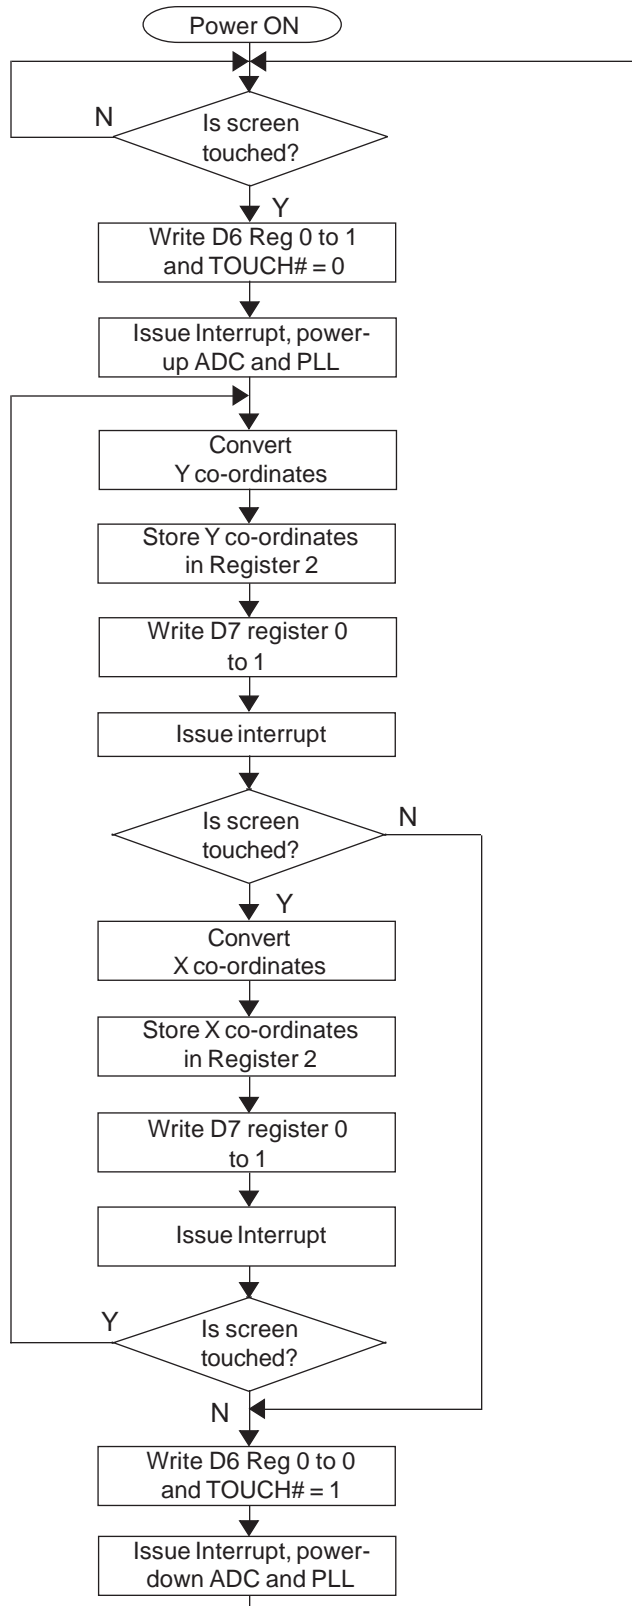 Power ON
N
Is screen
touched?
Y
Write D6 Reg 0 to 1
and TOUCH# = 0
Issue Interrupt, power-
up ADC and PLL
Convert
Y co-ordinates
Store Y co-ordinates
in Register 2
Write D7 register 0
to 1
Issue interrupt
Is screen
touched?
N
Y
Convert
X co-ordinates
Store X co-ordinates
in Register 2
Write D7 register 0
to 1
Issue Interrupt
Y
Is screen
touched?
N
Write D6 Reg 0 to 0
and TOUCH# = 1
Issue Interrupt, power-
down ADC and PLL